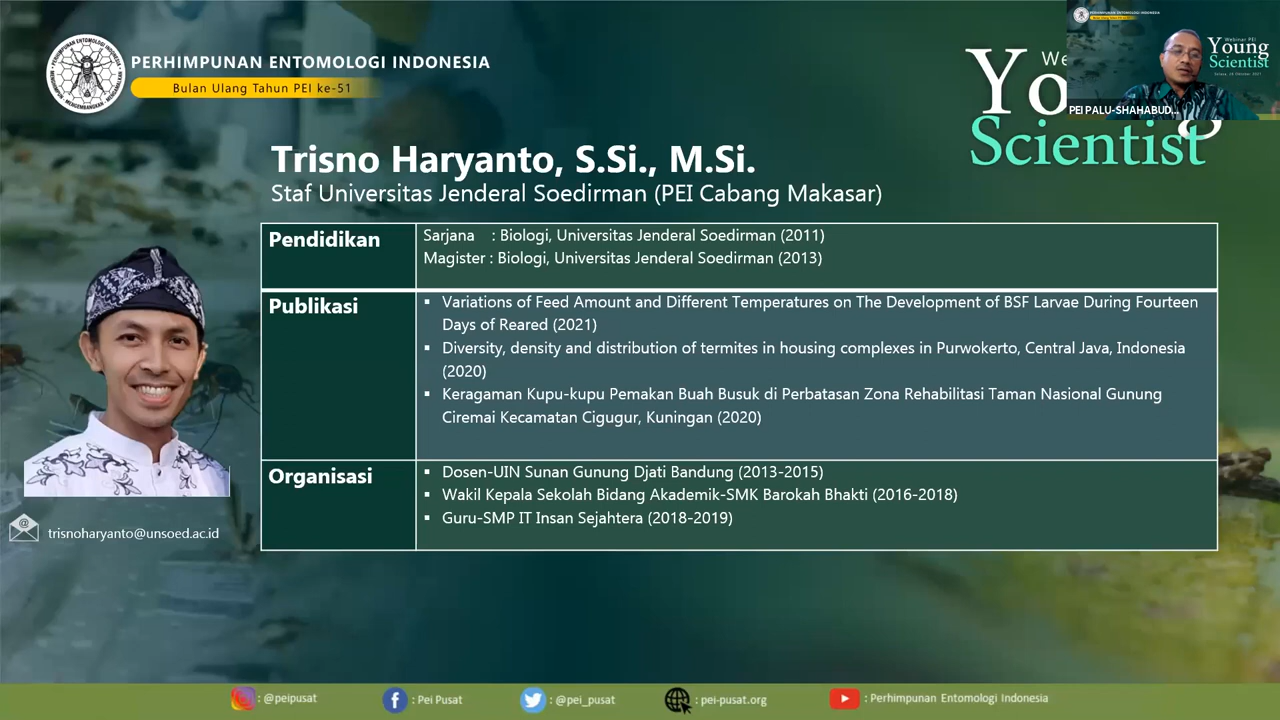 PERHIMPUNAN ENTOMOLOGI INDONESIA
Bulan Ulang Tahun PEI ke-51
Young
Scientist
PEI PALU-SHAHABUD...
We
Scientist
Trisno Haryanto, S.Si., M.Si.
Staf Universitas Jenderal Soedirman (PEI Cabang Makasar)
Pendidikan
Sarjana : Biologi, Universitas Jenderal Soedirman (2011)
Magister : Biologi, Universitas Jenderal Soedirman (2013)
Publikasi
▪ Variations of Feed Amount and Different Temperatures on The Development of BSF Larvae During Fourteen
Days of Reared (2021)
▪ Diversity, density and distribution of termites in housing complexes in Purwokerto, Central Java, Indonesia
(2020)
▪ Keragaman Kupu-kupu Pemakan Buah Busuk di Perbatasan Zona Rehabilitasi Taman Nasional Gunung
Ciremai Kecamatan Cigugur, Kuningan (2020)
Organisasi
▪ Dosen-UIN Sunan Gunung Djati Bandung (2013-2015)
▪ Wakil Kepala Sekolah Bidang Akademik-SMK Barokah Bhakti (2016-2018)
▪ Guru-SMP IT Insan Sejahtera (2018-2019)
trisnoharyanto@unsoed.ac.id
: @peipusat
: Pei Pusat
: @pei_pusat
: pei-pusat.org
: Perhimpunan Entomologi Indonesia